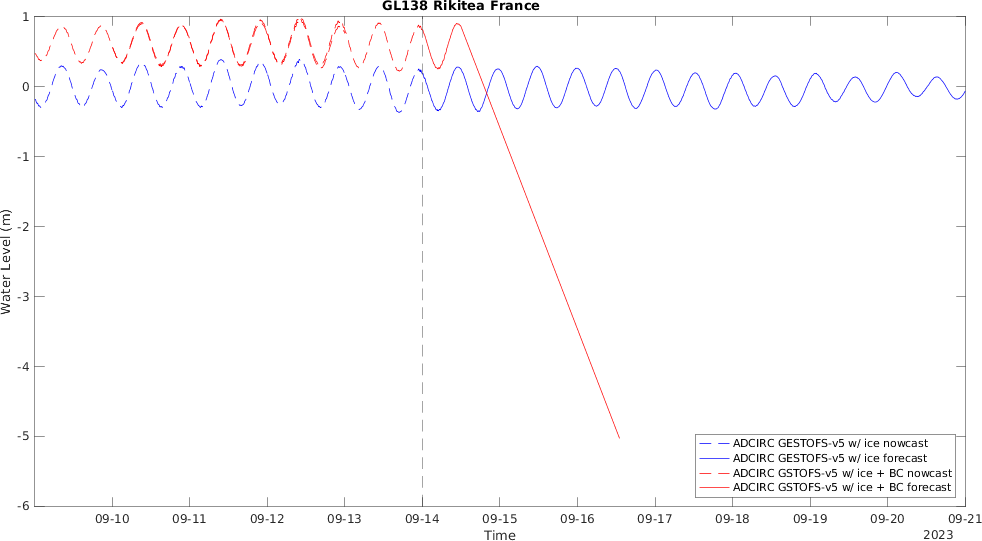 GL138 Rikitea France
1
0
-1
-2
-3
-4
-5
-6
Water Level (m)
ADCIRC GESTOFS-v5 w/ ice nowcast
ADCIRC GESTOFS-v5 w/ ice forecast
ADCIRC GSTOFS-v5 w/ ice + BC nowcast
ADCIRC GSTOFS-v5 w/ ice + BC forecast
09-10 09-11 09-12 09-13 09-14 09-15 09-16 09-17 09-18 09-19 09-20 09-21
Time
2023